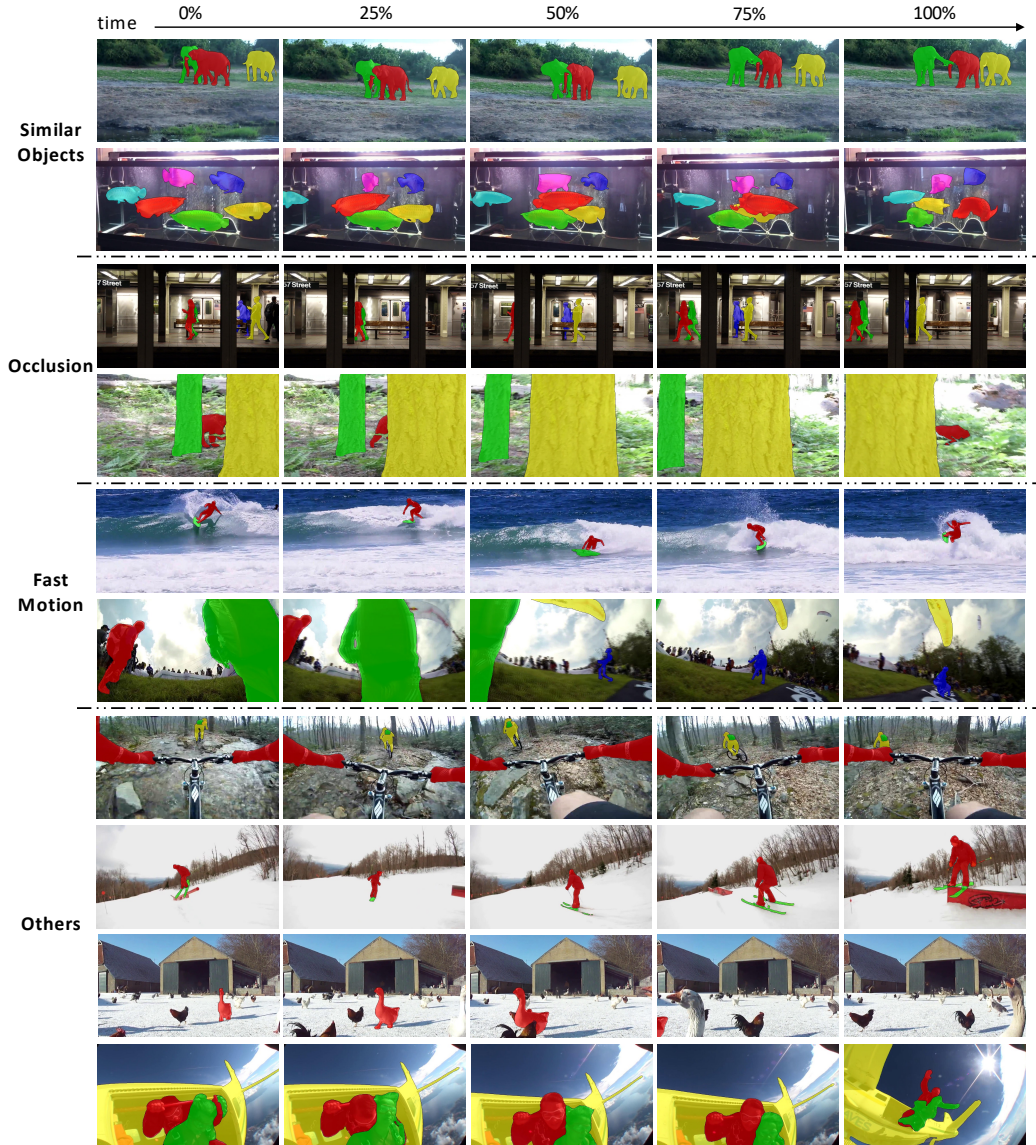 time 0% 25% 50% 75% 100%
Similar
Objects
57 Street
57 Street
57 Street
57 Street
57 Street
Occlusion
Fast
Motion
Others